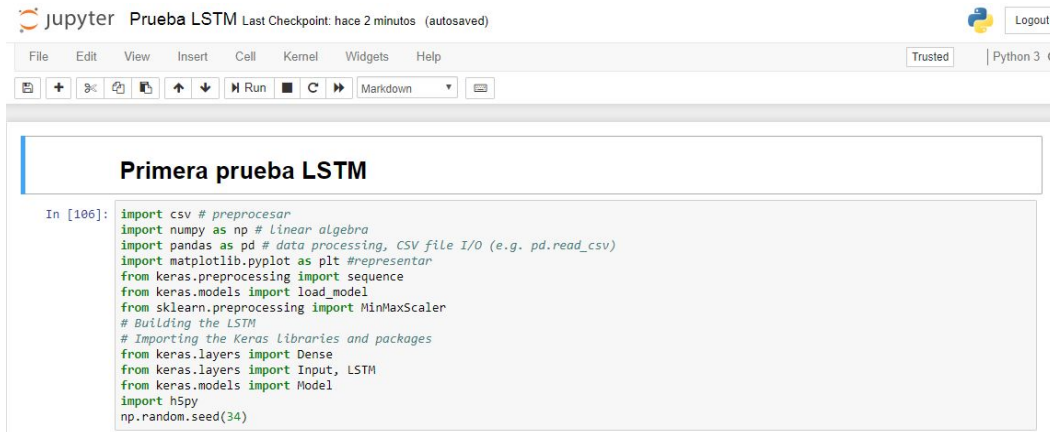 jupyter Prueba LSTM Last Checkpoint: hace 2 minutos (autosaved)
Logout
File Edit View Insert Cell Kernel Widgets Help
Trusted
Python 3
Run
Markdown
Primera prueba LSTM
In [106]:
import csv # preprocesar
import numpy as np # linear algebra
import pandas as pd # data processing, CSV file I/O (e.g. pd.read_csv)
import matplotlib.pyplot as plt #representar
from keras.preprocessing import sequence
from keras.models import load_model
from sklearn.preprocessing import MinMaxScaler
# Building the LSTM
# Importing the Keras libraries and packages
from keras.layers import Dense
from keras.layers import Input, LSTM
from keras.models import Model
import h5py
np.random.seed(34)